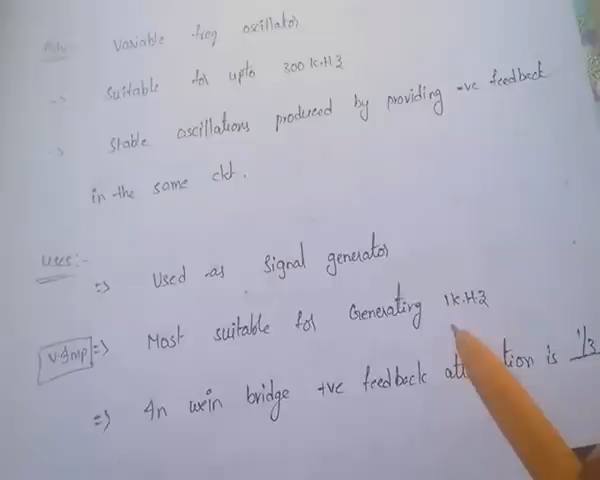 Adv: Variable freq oscillator
-> Suitable for upto 300 K.Hz
-> Stable oscillations produced by providing -ve feedback
in the same ckt.
Uses:-
=> Used as Signal generator
V.Imp => Most suitable for Generating 1K.Hz
=> In wein bridge +ve feedback is 1/3